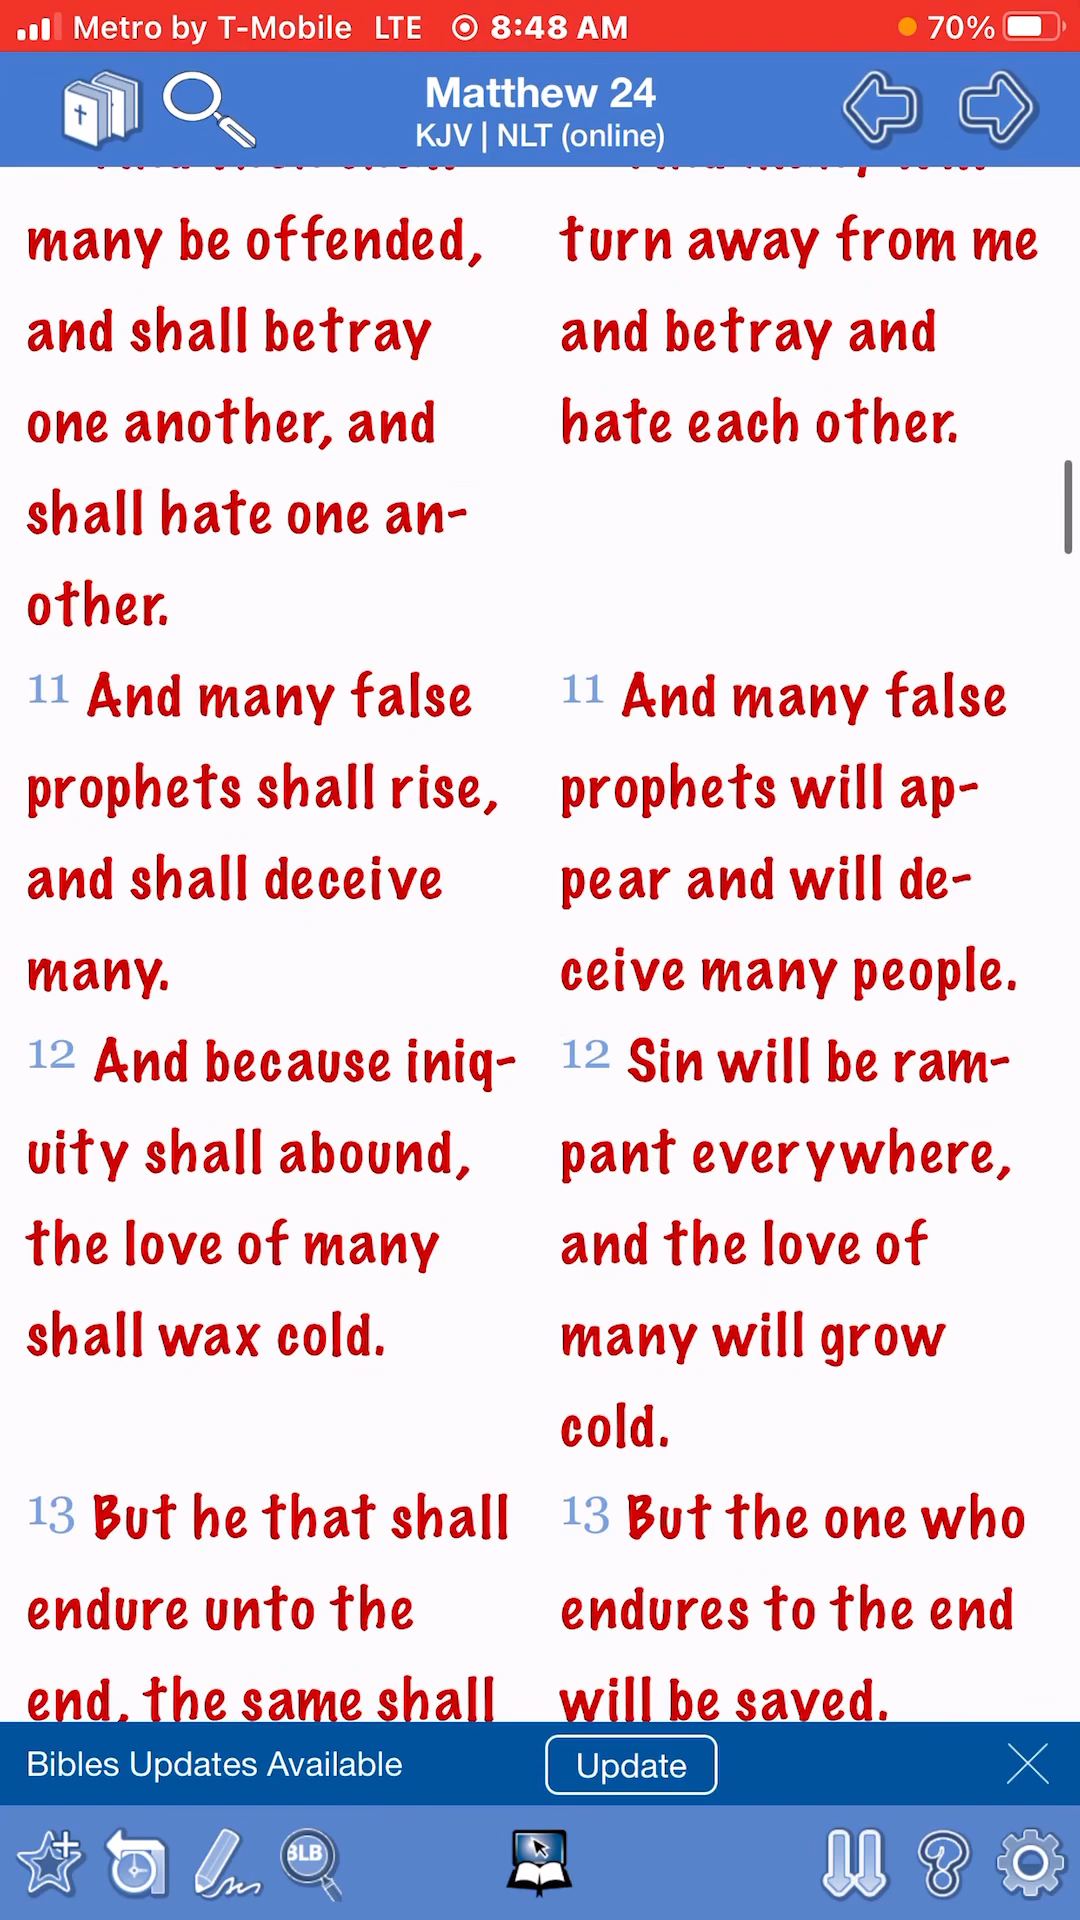 Metro by T-Mobile LTE 8:48 AM 70%
Matthew 24
KJV | NLT (online)
many be offended,
and shall betray
one another, and
shall hate one an-
other.
11 And many false
prophets shall rise,
and shall deceive
many.
12 And because iniq-
uity shall abound,
the love of many
shall wax cold.
13 But he that shall
endure unto the
end, the same shall
turn away from me
and betray and
hate each other.
11 And many false
prophets will ap-
pear and will de-
ceive many people.
12 Sin will be ram-
pant everywhere,
and the love of
many will grow
cold.
13 But the one who
endures to the end
will be saved.
Bibles Updates Available Update
BLB